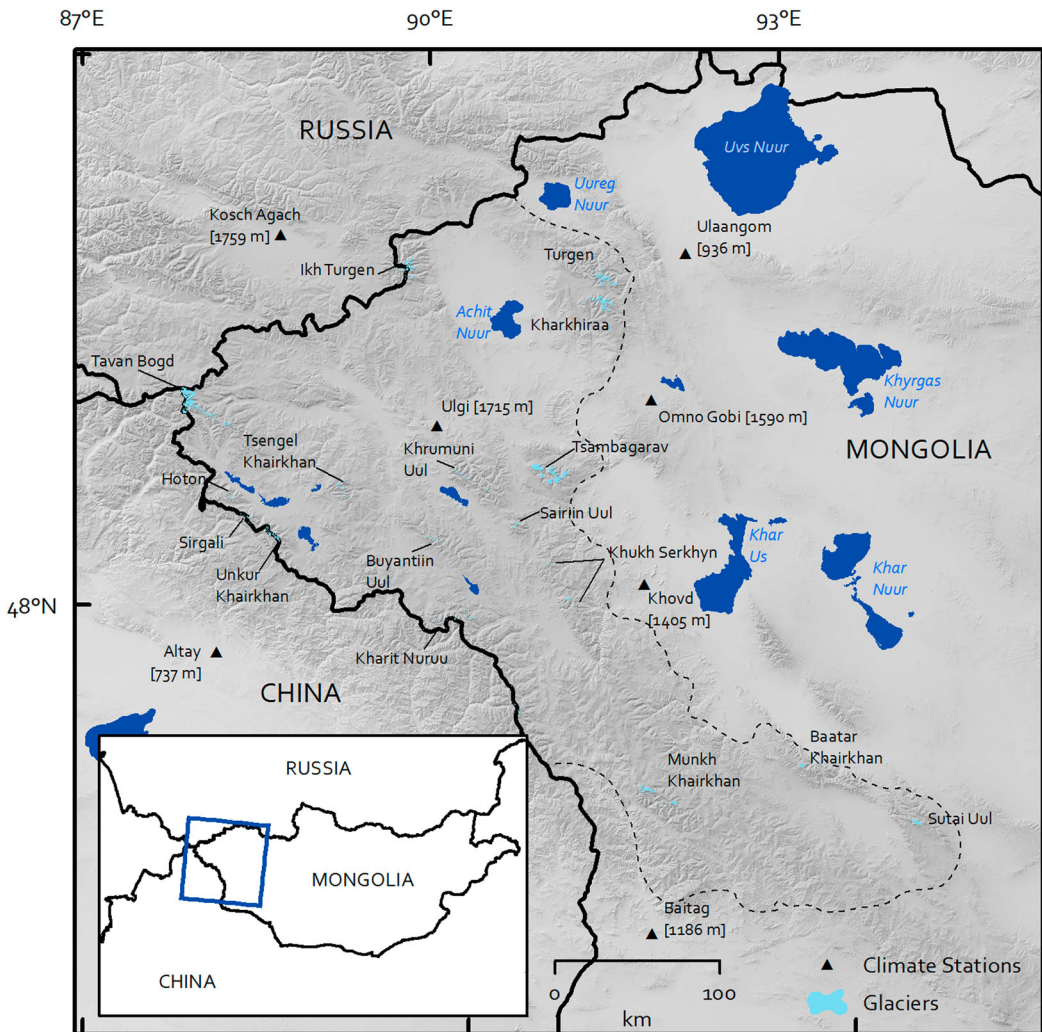 87°E
90°E
93°E
RUSSIA
Uvs Nuur
Uureg
Nuur
Kosch Agach
[1759 m]
Ulaangom
[936 m]
Turgen
Ikh Turgen
Achit
Nuur
Kharkhiraa
Tavan Bogd
Khyrgas
Nuur
Ulgi [1715 m]
Omno Gobi [1590 m]
Tsengel
Khairkhan
Khrumuni
Uul
Tsambagarav
MONGOLIA
Hoton
Sairiin Uul
Sirgali
Khar
Us
Buyantiin
Uul
Khukh Serkhyn
Khar
Nuur
Unkur
Khairkhan
48°N
Khovd
[1405 m]
Kharit Nuruu
Altay
[737 m]
CHINA
Baatar
Khairkhan
Munkh
Khairkhan
Sutai Uul
RUSSIA
MONGOLIA
CHINA
Baitag
[1186 m]
0
100
km
Climate Stations
Glaciers